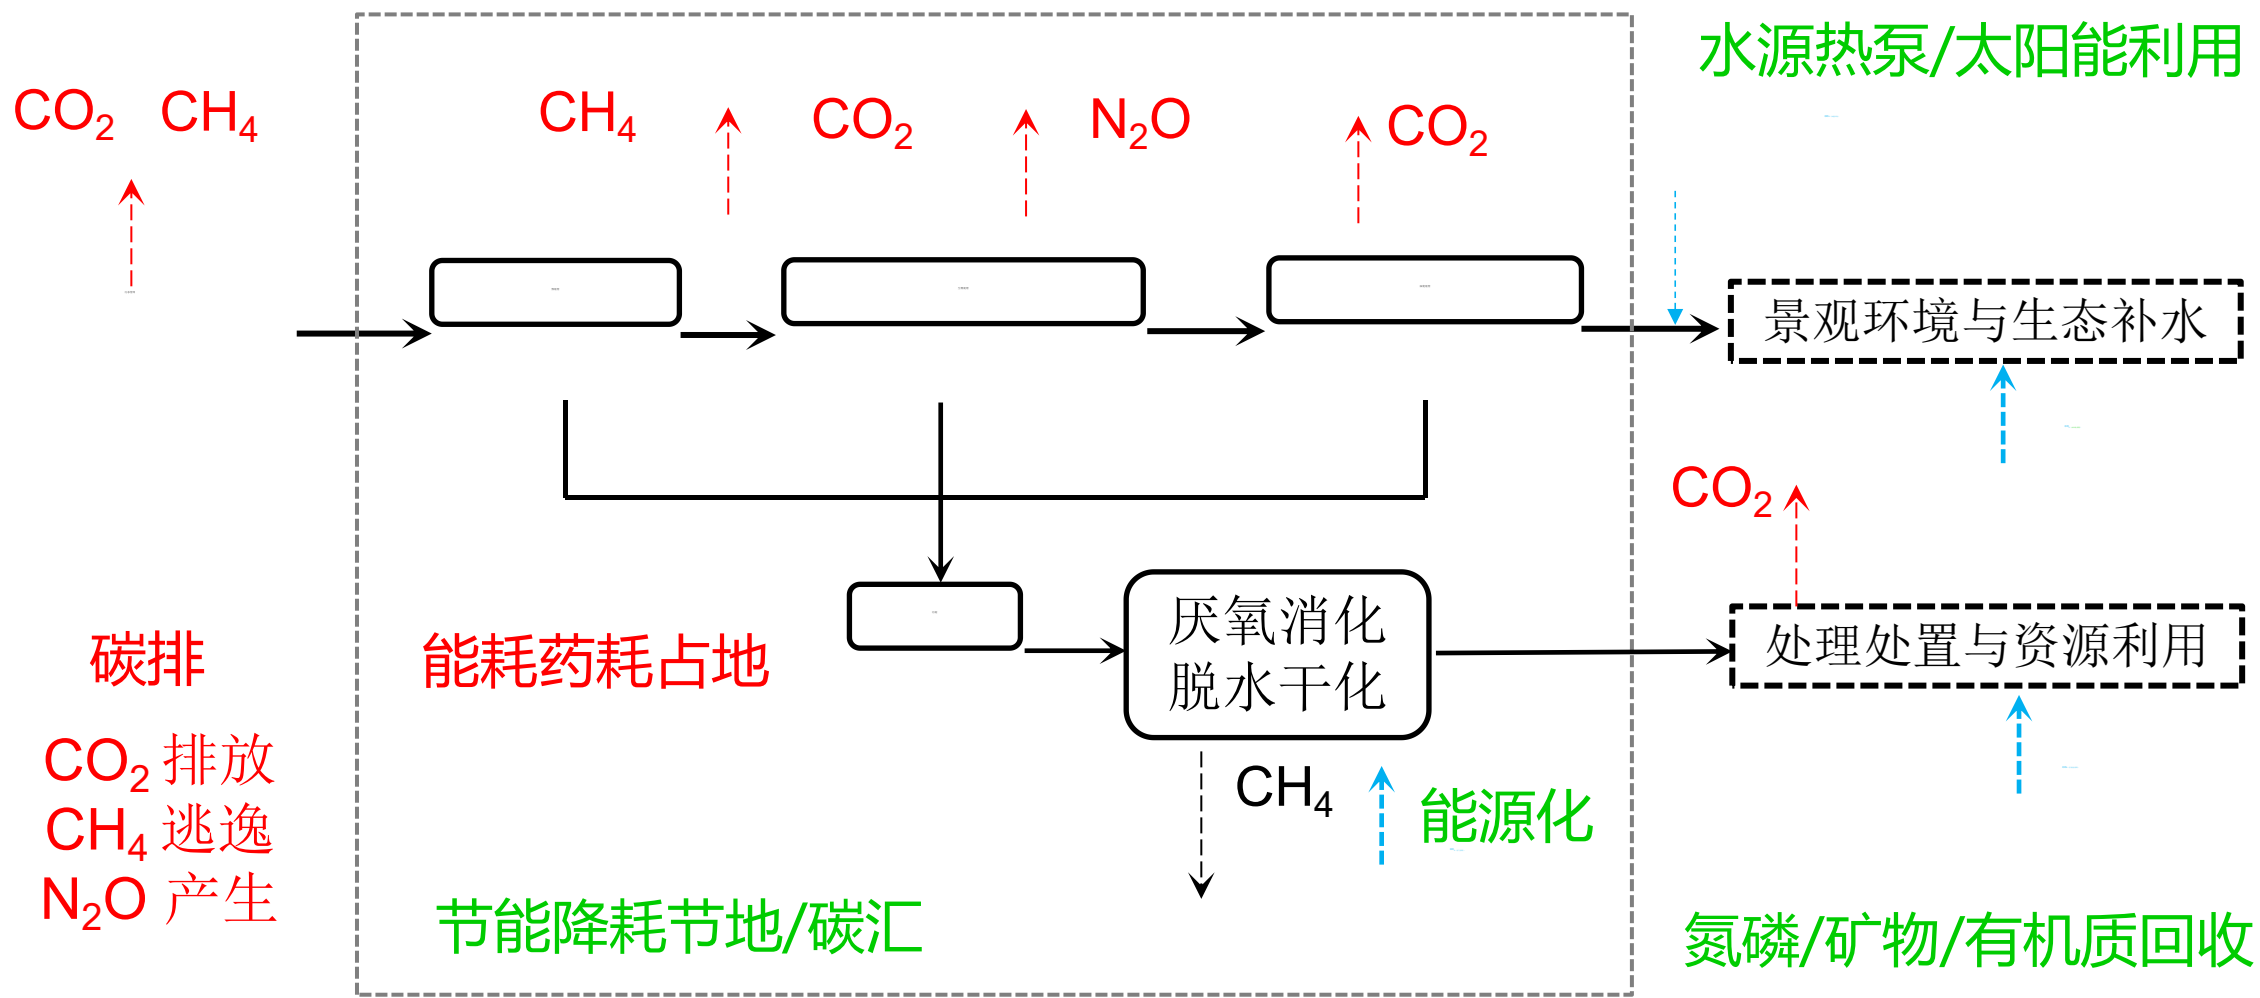 水源热泵/太阳能利用
CO₂ CH₄
CH₄
CO₂
N₂O
CO₂
景观环境与生态补水
CO₂
厌氧消化
脱水干化
处理处置与资源利用
碳排
能耗药耗占地
CO₂ 排放
CH₄ 逃逸
N₂O 产生
CH₄
能源化
节能降耗节地/碳汇
氮磷/矿物/有机质回收